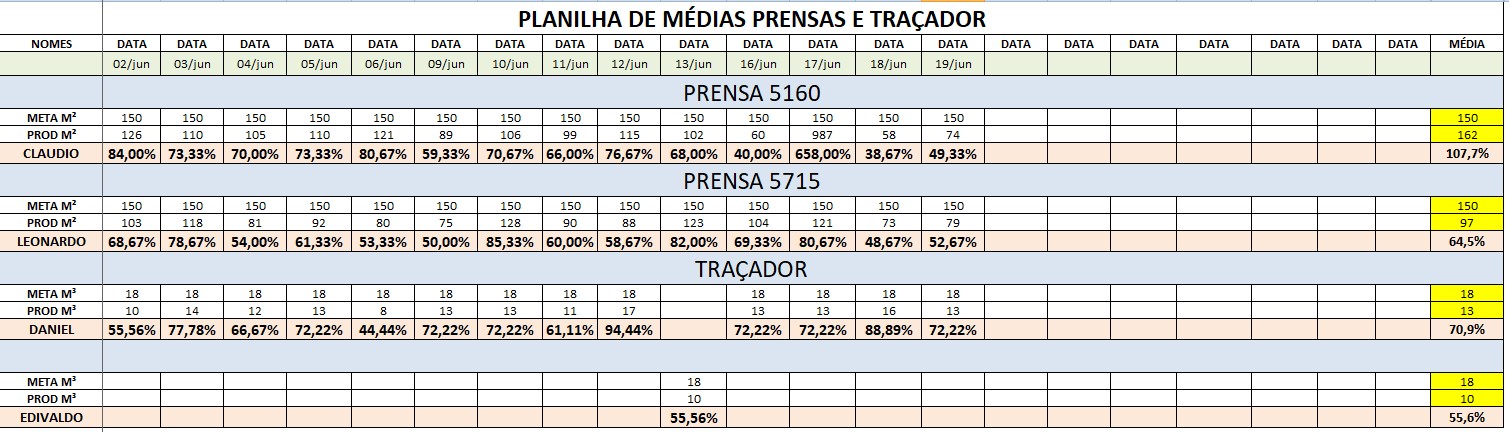 PLANILHA DE MÉDIAS PRENSAS E TRAÇADOR
NOMES DATA DATA DATA DATA DATA DATA DATA DATA DATA DATA DATA DATA DATA DATA DATA DATA DATA DATA DATA DATA DATA MÉDIA
02/jun 03/jun 04/jun 05/jun 06/jun 09/jun 10/jun 11/jun 12/jun 13/jun 16/jun 17/jun 18/jun 19/jun
PRENSA 5160
META M² 150 150 150 150 150 150 150 150 150 150 150 150 150 150 150
PROD M² 126 110 105 110 121 89 106 99 115 102 60 987 58 74 162
CLAUDIO 84,00% 73,33% 70,00% 73,33% 80,67% 59,33% 70,67% 66,00% 76,67% 68,00% 40,00% 658,00% 38,67% 49,33% 107,7%
PRENSA 5715
META M² 150 150 150 150 150 150 150 150 150 150 150 150 150 150 150
PROD M² 103 118 81 92 80 75 128 90 88 123 104 121 73 79 97
LEONARDO 68,67% 78,67% 54,00% 61,33% 53,33% 50,00% 85,33% 60,00% 58,67% 82,00% 69,33% 80,67% 48,67% 52,67% 64,5%
TRAÇADOR
META M³ 18 18 18 18 18 18 18 18 18 18 18 18 18 18
PROD M³ 10 14 12 13 8 13 13 11 17 13 13 16 13 13
DANIEL 55,56% 77,78% 66,67% 72,22% 44,44% 72,22% 72,22% 61,11% 94,44% 72,22% 72,22% 88,89% 72,22% 70,9%
META M³ 18 18
PROD M³ 10 10
EDIVALDO 55,56% 55,6%